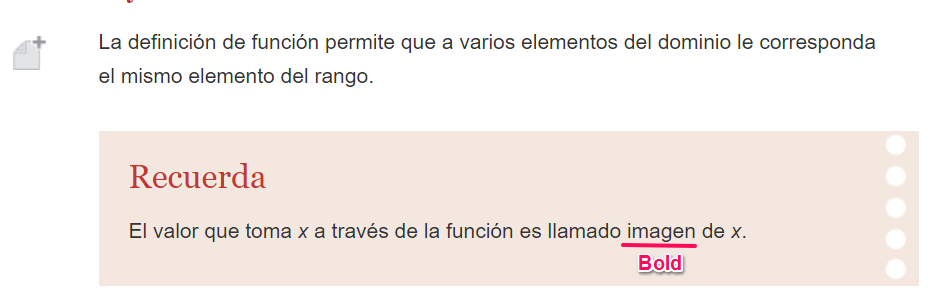 La definición de función permite que a varios elementos del dominio le corresponda
el mismo elemento del rango.
Recuerda
El valor que toma x a través de la función es llamado imagen de x.
Bold